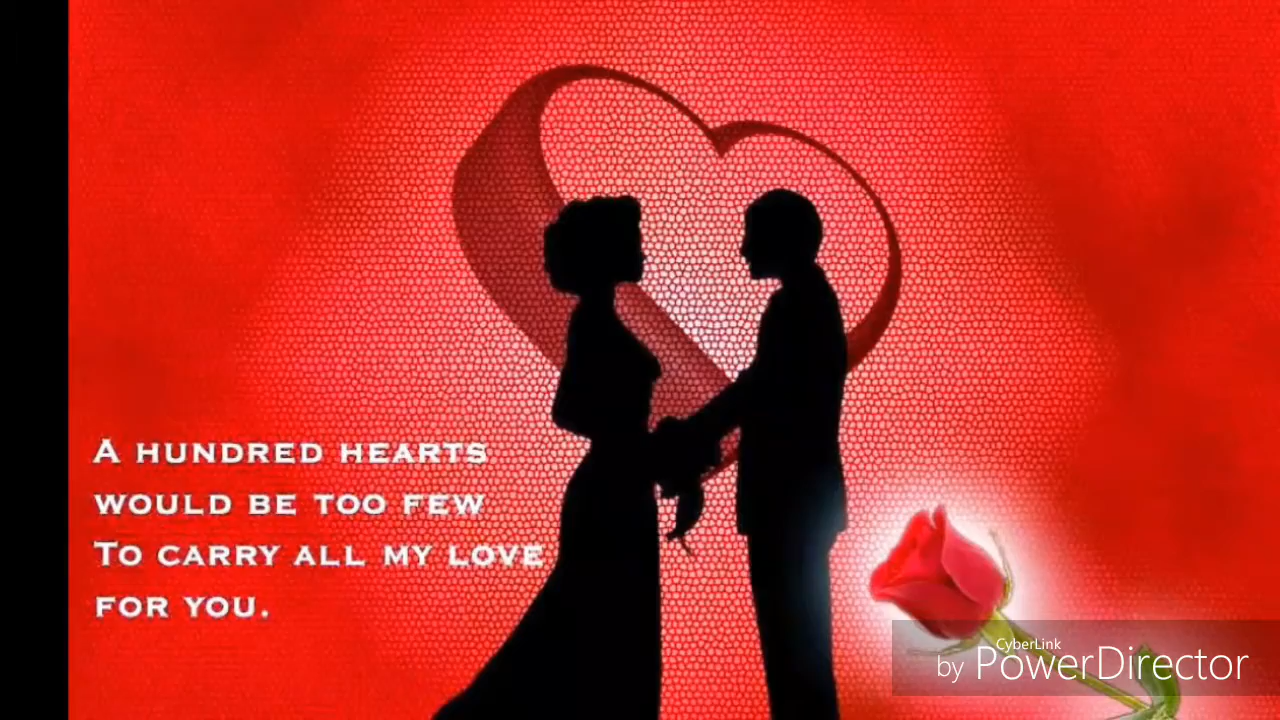 A HUNDRED HEARTS
WOULD BE TOO FEW
TO CARRY ALL MY LOVE
FOR YOU.
CyberLink
by PowerDirector